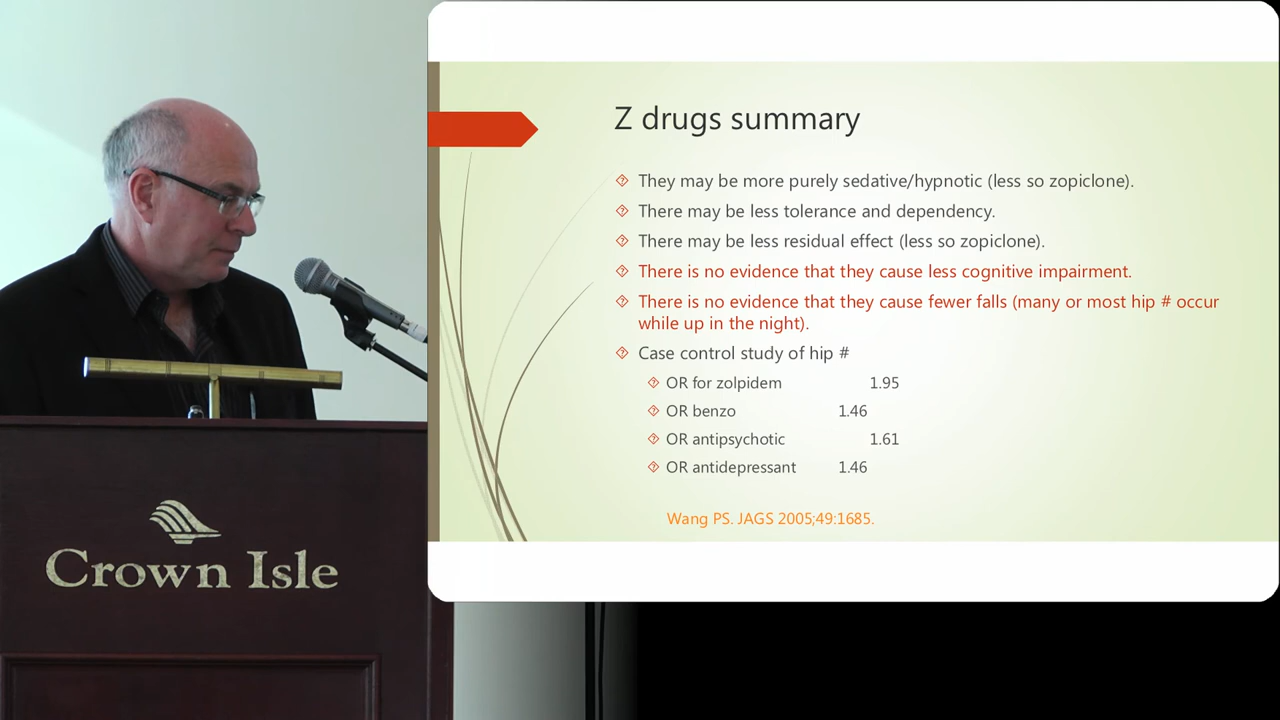 Z drugs summary
They may be more purely sedative/hypnotic (less so zopiclone).
There may be less tolerance and dependency.
There may be less residual effect (less so zopiclone).
There is no evidence that they cause less cognitive impairment.
There is no evidence that they cause fewer falls (many or most hip # occur
while up in the night).
Case control study of hip #
OR for zolpidem 1.95
OR benzo 1.46
OR antipsychotic 1.61
OR antidepressant 1.46
Wang PS. JAGS 2005;49:1685.
Crown Isle